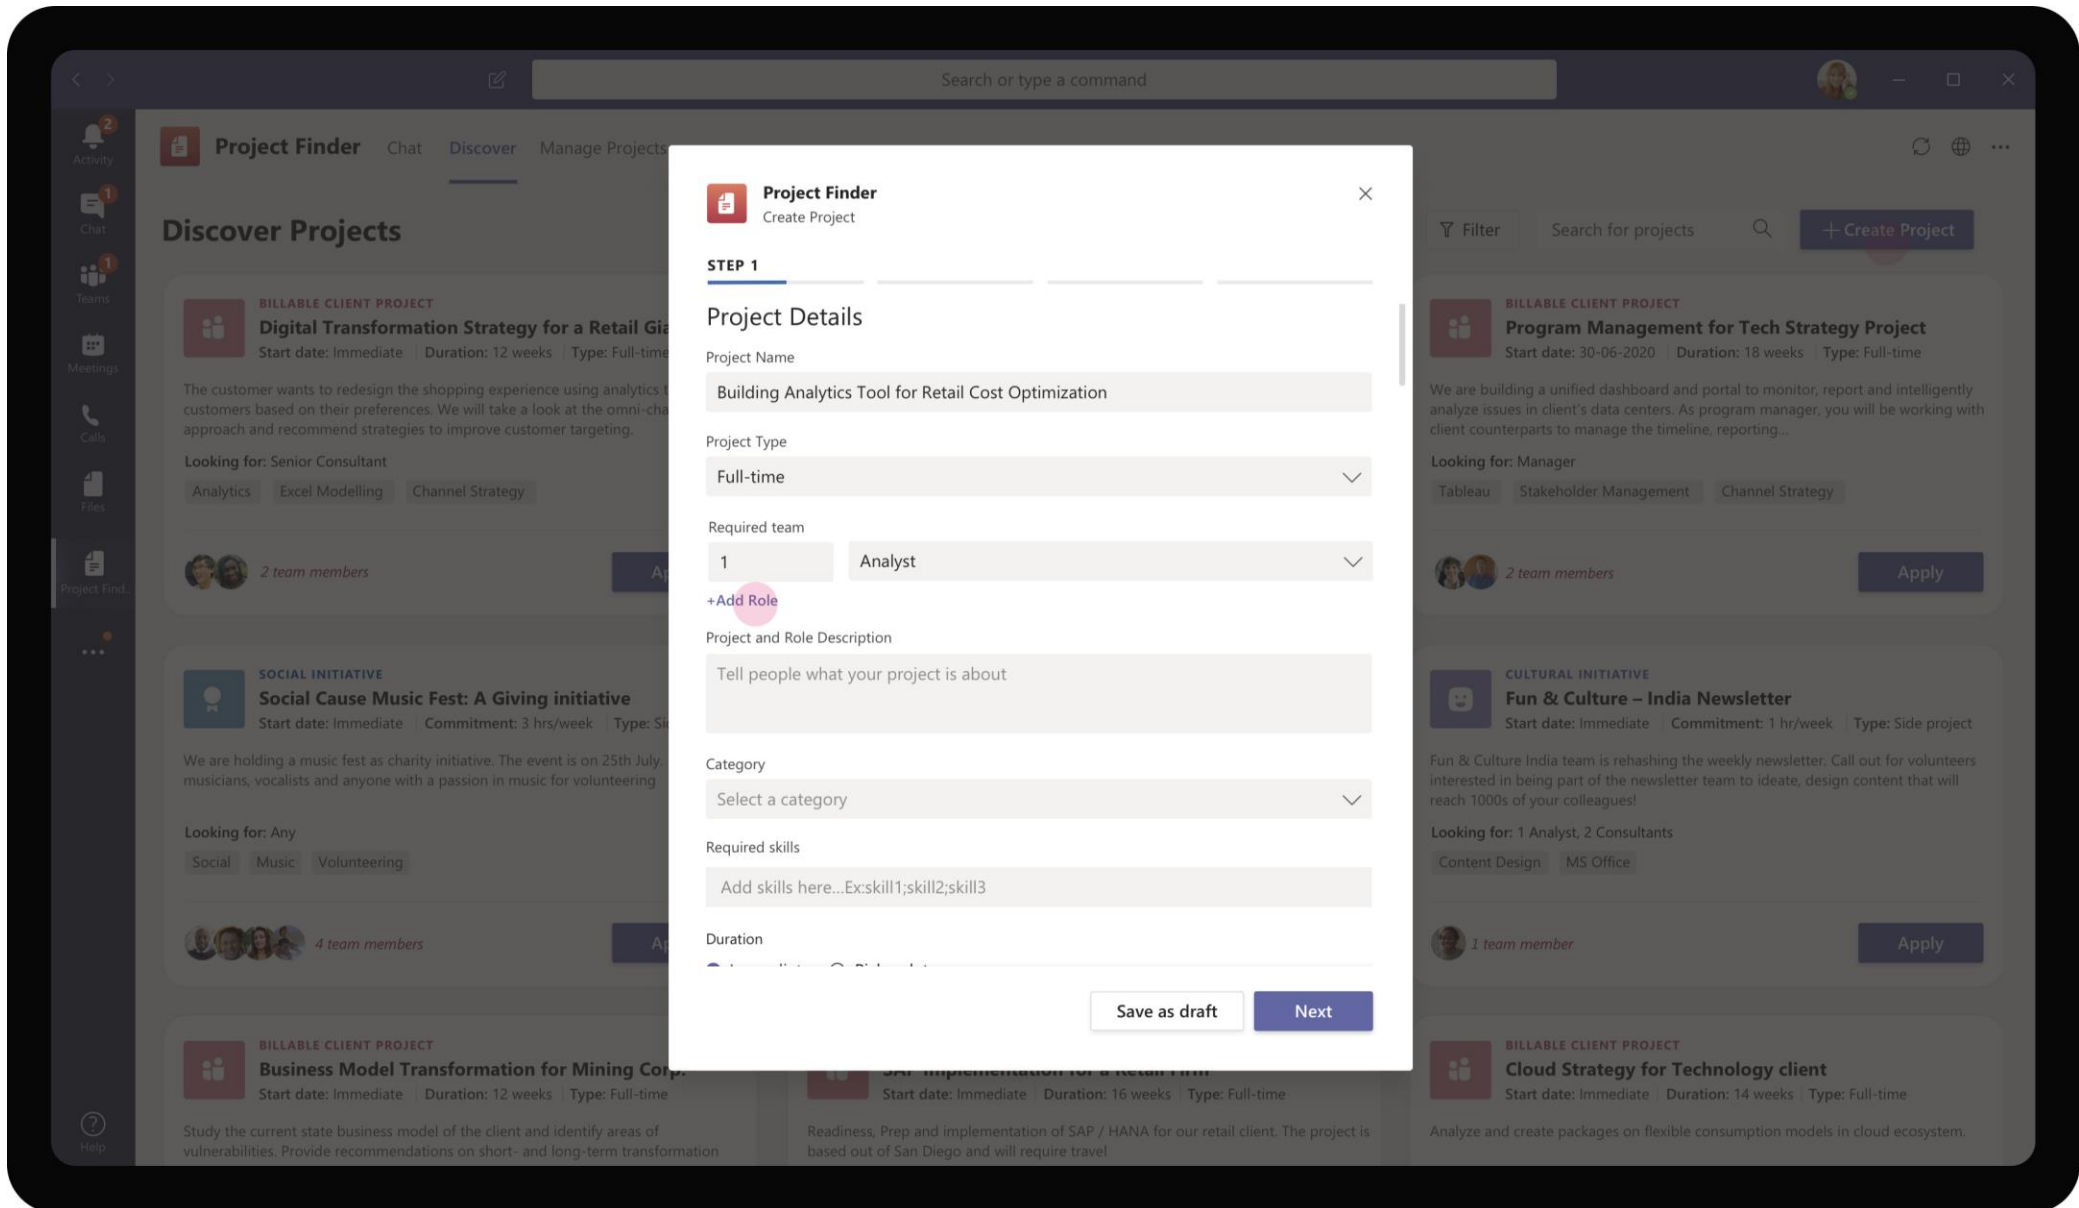 Search or type a command
2
Activity
1
Chat
1
Teams
Meetings
Calls
Files
Project Find..
Help
Project Finder Chat Discover Manage Projects
Discover Projects
Filter Search for projects + Create Project
BILLABLE CLIENT PROJECT
Digital Transformation Strategy for a Retail
Start date: Immediate Duration: 12 weeks Type: Full-time
The customer wants to redesign the shopping experience using analytics
customers based on their preferences. We will take a look at the
approach and recommend strategies to improve customer targeting.
Looking for: Senior Consultant
Analytics Excel Modelling Channel Strategy
2 team members
SOCIAL INITIATIVE
Social Cause Music Fest: A Giving initiative
Start date: Immediate Commitment: 3 hrs/week Type:
We are holding a music fest as charity initiative. The event is on 25th July.
musicians, vocalists and anyone with a passion in music for volunteering
Looking for: Any
Social Music Volunteering
4 team members
BILLABLE CLIENT PROJECT
Business Model Transformation for Mining Corp.
Start date: Immediate Duration: 12 weeks Type: Full-time
Study the current state business model of the client and identify areas of
vulnerabilities. Provide recommendations on short- and long-term transformation
Project Finder
Create Project
STEP 1
Project Details
Project Name
Building Analytics Tool for Retail Cost Optimization
Project Type
Full-time
Required team
1 Analyst
+Add Role
Project and Role Description
Tell people what your project is about
Category
Select a category
Required skills
Add skills here...Ex:skill1;skill2;skill3
Duration
Save as draft Next
SAP Implementation for a Retail Firm
Start date: Immediate Duration: 16 weeks Type: Full-time
Readiness, Prep and implementation of SAP / HANA for our retail client. The project is
based out of San Diego and will require travel
BILLABLE CLIENT PROJECT
Program Management for Tech Strategy Project
Start date: 30-06-2020 Duration: 18 weeks Type: Full-time
We are building a unified dashboard and portal to monitor, report and intelligently
analyze issues in client's data centers. As program manager, you will be working with
client counterparts to manage the timeline, reporting...
Looking for: Manager
Tableau Stakeholder Management Channel Strategy
2 team members Apply
CULTURAL INITIATIVE
Fun & Culture – India Newsletter
Start date: Immediate Commitment: 1 hr/week Type: Side project
Fun & Culture India team is rehashing the weekly newsletter. Call out for volunteers
interested in being part of the newsletter team to ideate, design content that will
reach 1000s of your colleagues!
Looking for: 1 Analyst, 2 Consultants
Content Design MS Office
1 team member Apply
BILLABLE CLIENT PROJECT
Cloud Strategy for Technology client
Start date: Immediate Duration: 14 weeks Type: Full-time
Analyze and create packages on flexible consumption models in cloud ecosystem.